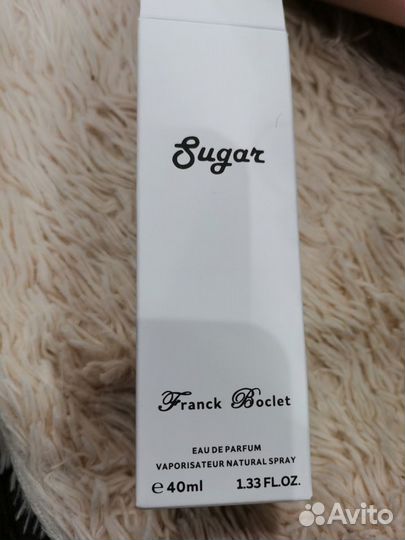 Sugar
Franck Boclet
EAU DE PARFUM
VAPORISATEUR NATURAL SPRAY
℮ 40ml 1.33 FL.OZ.
Avito